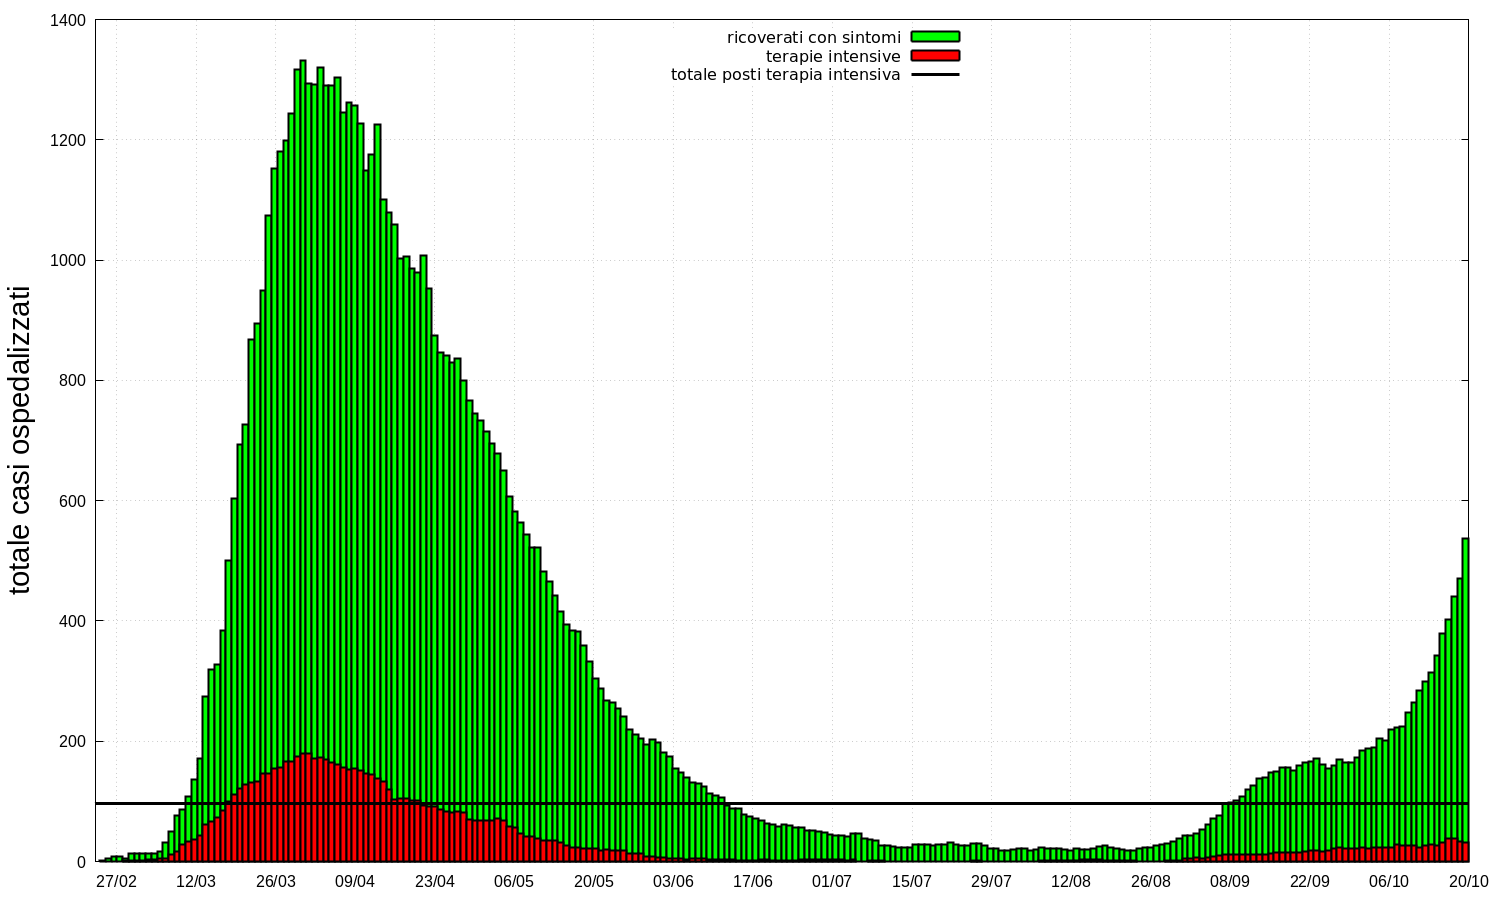 ricoverati con sintomi
terapie intensive
totale posti terapia intensiva
totale casi ospedalizzati
1400
1200
1000
800
600
400
200
0
27/02 12/03 26/03 09/04 23/04 06/05 20/05 03/06 17/06 01/07 15/07 29/07 12/08 26/08 08/09 22/09 06/10 20/10